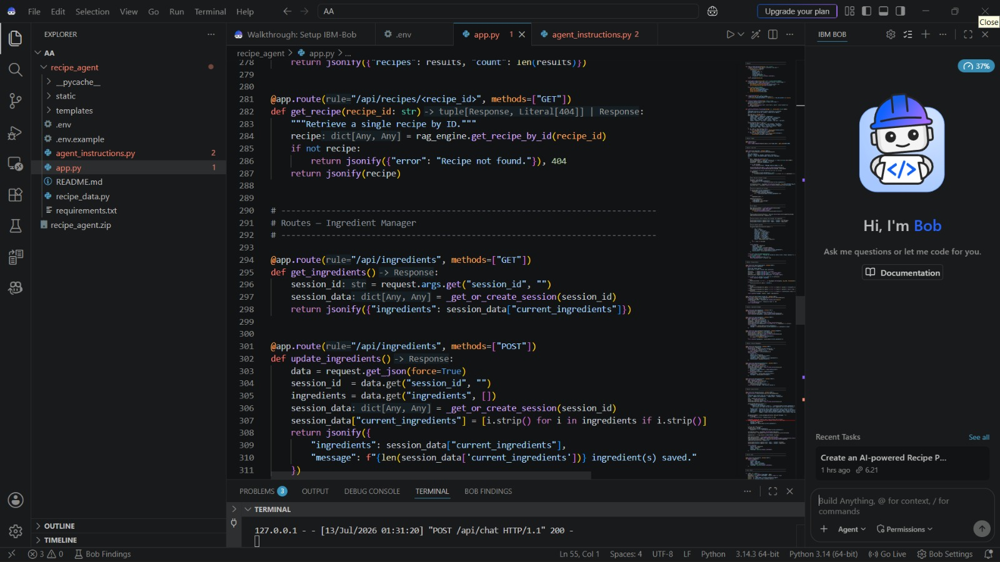 File Edit Selection View Go Run Terminal Help
AA
Upgrade your plan
Close
EXPLORER
AA
recipe_agent
__pycache__
static
templates
.env
.env.example
agent_instructions.py 2
app.py 1
README.md
recipe_data.py
requirements.txt
recipe_agent.zip
OUTLINE
TIMELINE
Walkthrough: Setup IBM-Bob
.env
app.py 1
agent_instructions.py 2
recipe_agent > app.py > ...
278 return jsonify({"recipes": results, "count": len(results)})
279
280
281 @app.route(rule="/api/recipes/<recipe_id>", methods=["GET"])
282 def get_recipe(recipe_id: str) -> tuple[Response, Literal[404]] | Response:
283 """Retrieve a single recipe by ID."""
284 recipe: dict[Any, Any] = rag_engine.get_recipe_by_id(recipe_id)
285 if not recipe:
286 return jsonify({"error": "Recipe not found."}), 404
287 return jsonify(recipe)
288
289
290 # ---------------------------------------------------------------------------
291 # Routes — Ingredient Manager
292 # ---------------------------------------------------------------------------
293
294 @app.route(rule="/api/ingredients", methods=["GET"])
295 def get_ingredients() -> Response:
296 session_id: str = request.args.get("session_id", "")
297 session_data: dict[Any, Any] = _get_or_create_session(session_id)
298 return jsonify({"ingredients": session_data["current_ingredients"]})
299
300
301 @app.route(rule="/api/ingredients", methods=["POST"])
302 def update_ingredients() -> Response:
303 data = request.get_json(force=True)
304 session_id  = data.get("session_id", "")
305 ingredients = data.get("ingredients", [])
306 session_data: dict[Any, Any] = _get_or_create_session(session_id)
307 session_data["current_ingredients"] = [i.strip() for i in ingredients if i.strip()]
308 return jsonify({
309 "ingredients": session_data["current_ingredients"],
310 "message": f"{len(session_data['current_ingredients'])} ingredient(s) saved."
311 })
PROBLEMS 3 OUTPUT DEBUG CONSOLE TERMINAL BOB FINDINGS
TERMINAL
127.0.0.1 - - [13/Jul/2026 01:31:20] "POST /api/chat HTTP/1.1" 200 -
IBM BOB
37%
Hi, I'm Bob
Ask me questions or let me code for you.
Documentation
Recent Tasks See all
Create an AI-powered Recipe P...
1 hrs ago 6.21
Build Anything, @ for context, / for
commands
Agent Permissions
3 0 Bob Findings Ln 55, Col 1 Spaces: 4 UTF-8 LF Python 3.14.3 64-bit Python 3.14 (64-bit) Go Live Bob Settings